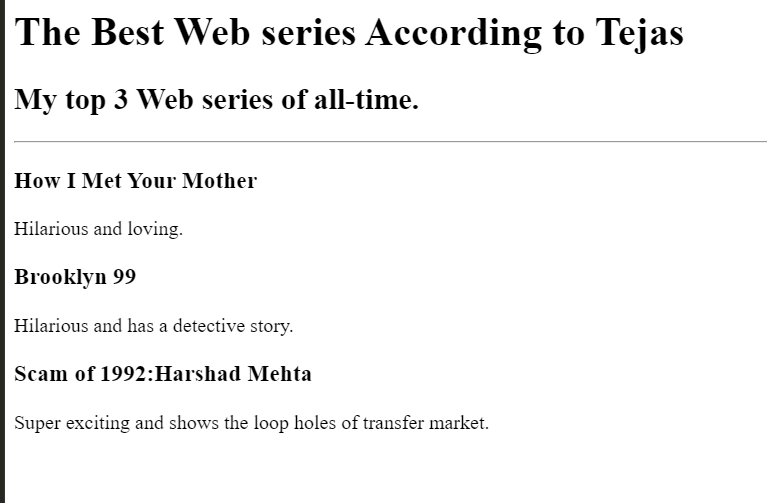 The Best Web series According to Tejas
My top 3 Web series of all-time.
How I Met Your Mother
Hilarious and loving.
Brooklyn 99
Hilarious and has a detective story.
Scam of 1992:Harshad Mehta
Super exciting and shows the loop holes of transfer market.